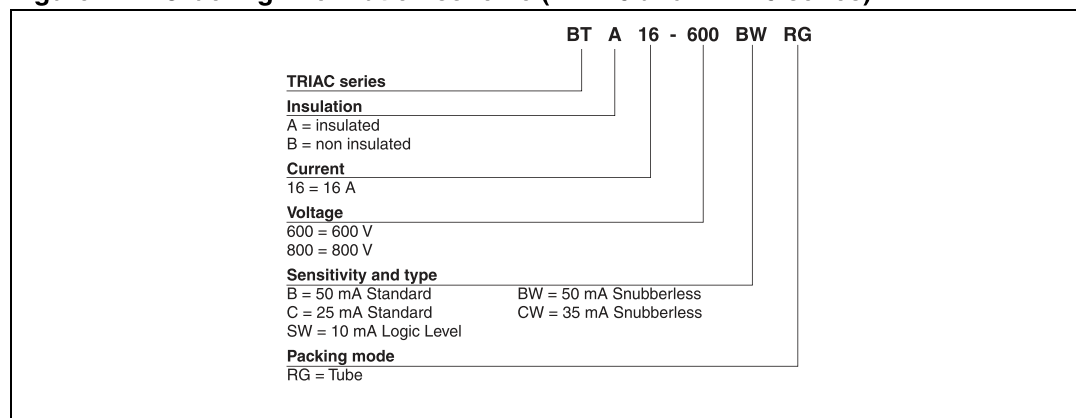 BT A 16 - 600 BW RG
TRIAC series
Insulation
A = insulated
B = non insulated
Current
16 = 16 A
Voltage
600 = 600 V
800 = 800 V
Sensitivity and type
B = 50 mA Standard BW = 50 mA Snubberless
C = 25 mA Standard CW = 35 mA Snubberless
SW = 10 mA Logic Level
Packing mode
RG = Tube